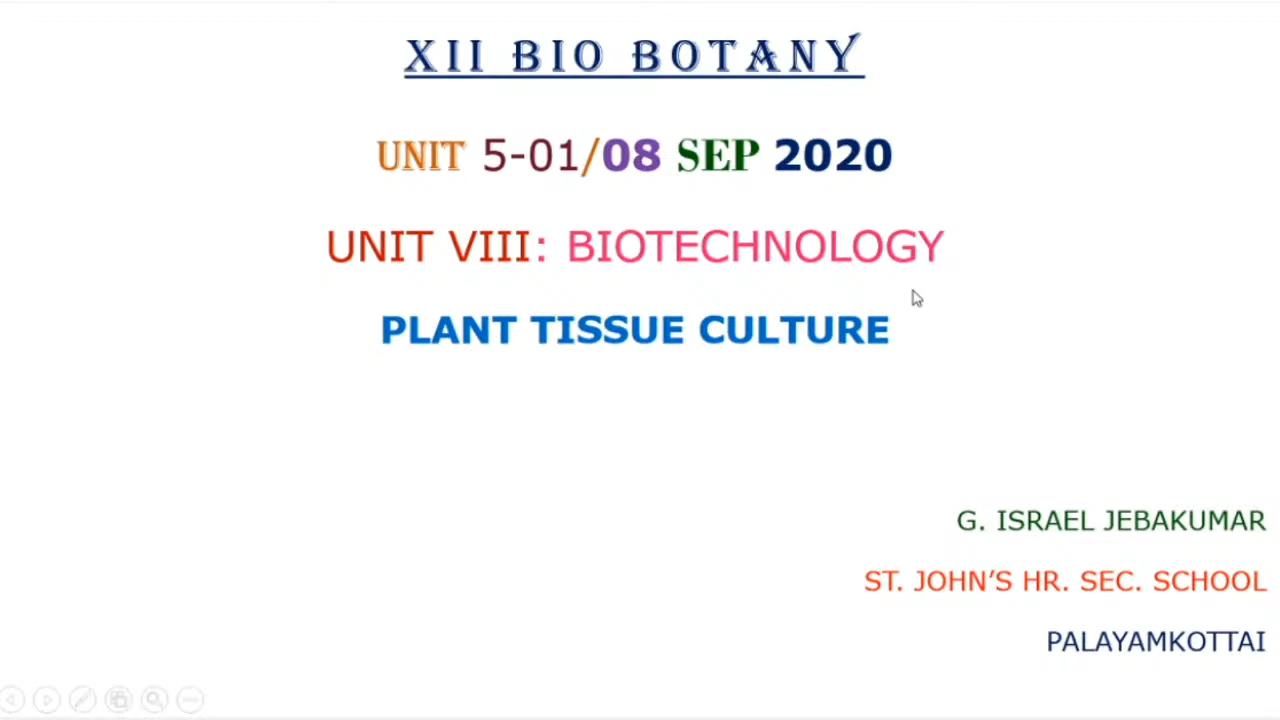 XII BIO BOTANY
UNIT 5-01/08 SEP 2020
UNIT VIII: BIOTECHNOLOGY
PLANT TISSUE CULTURE
G. ISRAEL JEBAKUMAR
ST. JOHN’S HR. SEC. SCHOOL
PALAYAMKOTTAI